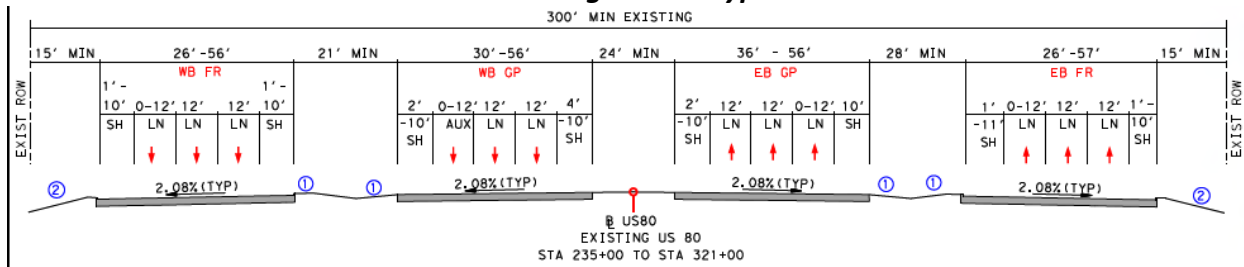 300' MIN EXISTING
15' MIN 26'-56' 21' MIN 30'-56' 24' MIN 36' - 56' 28' MIN 26'-57' 15' MIN
WB FR WB GP EB GP EB FR
EXIST ROW
1'-10' 0-12' 12' 12' 1'-10'
SH LN LN LN SH
2'-10' 0-12' 12' 12' 4'-10'
SH AUX LN LN SH
2'-10' 12' 12' 0-12' 10'
SH LN LN LN SH
1'-11' 0-12' 12' 12' 1'-10'
SH LN LN LN SH
EXIST ROW
2 2.08%(TYP) 1 1 2.08%(TYP) 2.08%(TYP) 1 1 2.08%(TYP) 2
℄ US80
EXISTING US 80
STA 235+00 TO STA 321+00